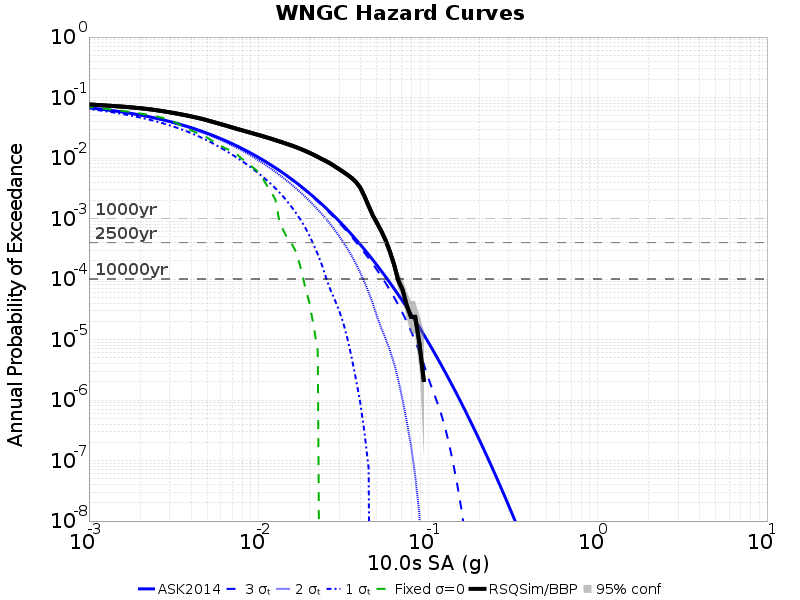 WNGC Hazard Curves
Annual Probability of Exceedance
10^0
10^-1
10^-2
10^-3
10^-4
10^-5
10^-6
10^-7
10^-8
1000yr
2500yr
10000yr
10^-3 10^-2 10^-1 10^0 10^1
10.0s SA (g)
ASK2014 3 σₜ 2 σₜ 1 σₜ Fixed σ=0 RSQSim/BBP 95% conf